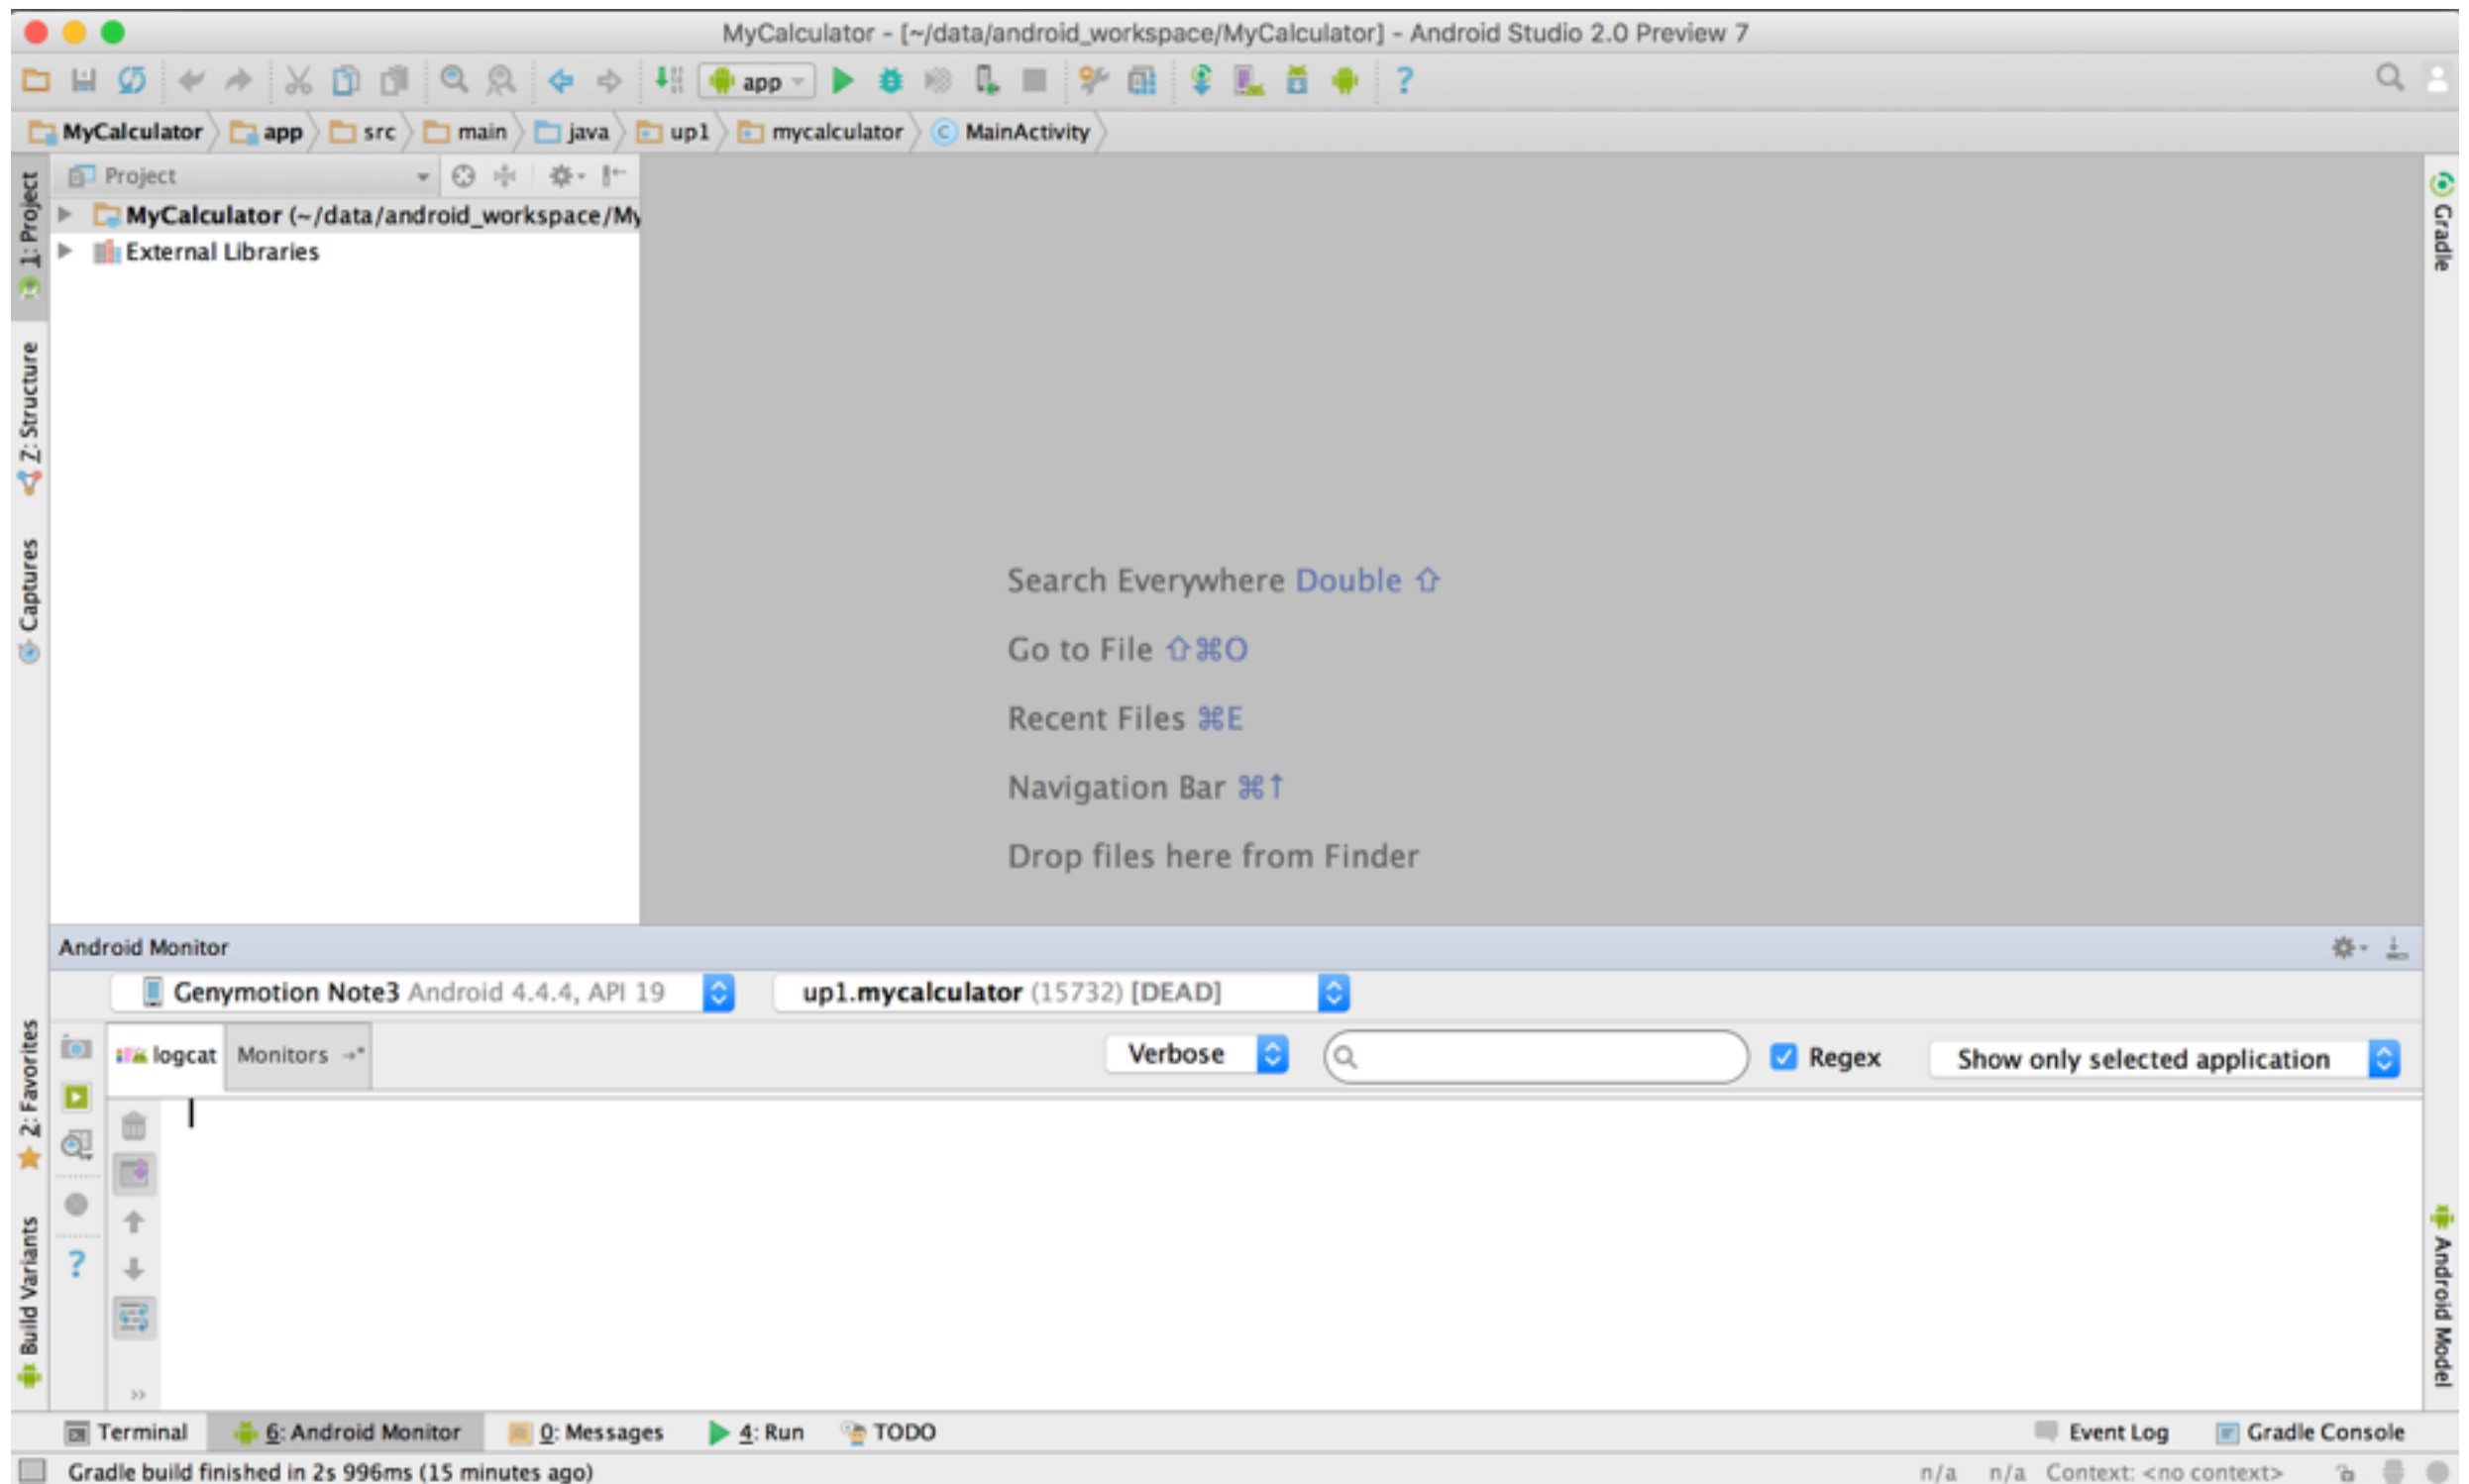 MyCalculator - [~/data/android_workspace/MyCalculator] - Android Studio 2.0 Preview 7
app
?
MyCalculator app src main java up1 mycalculator C MainActivity
Project
MyCalculator (~/data/android_workspace/My
External Libraries
1: Project
Z: Structure
Captures
2: Favorites
Build Variants
Gradle
Android Model
Search Everywhere Double ⇧
Go to File ⇧⌘O
Recent Files ⌘E
Navigation Bar ⌘↑
Drop files here from Finder
Android Monitor
Genymotion Note3 Android 4.4.4, API 19 up1.mycalculator (15732) [DEAD]
logcat Monitors →* Verbose Regex Show only selected application
?
>>
Terminal 6: Android Monitor 0: Messages 4: Run TODO Event Log Gradle Console
Gradle build finished in 2s 996ms (15 minutes ago) n/a n/a Context: <no context>